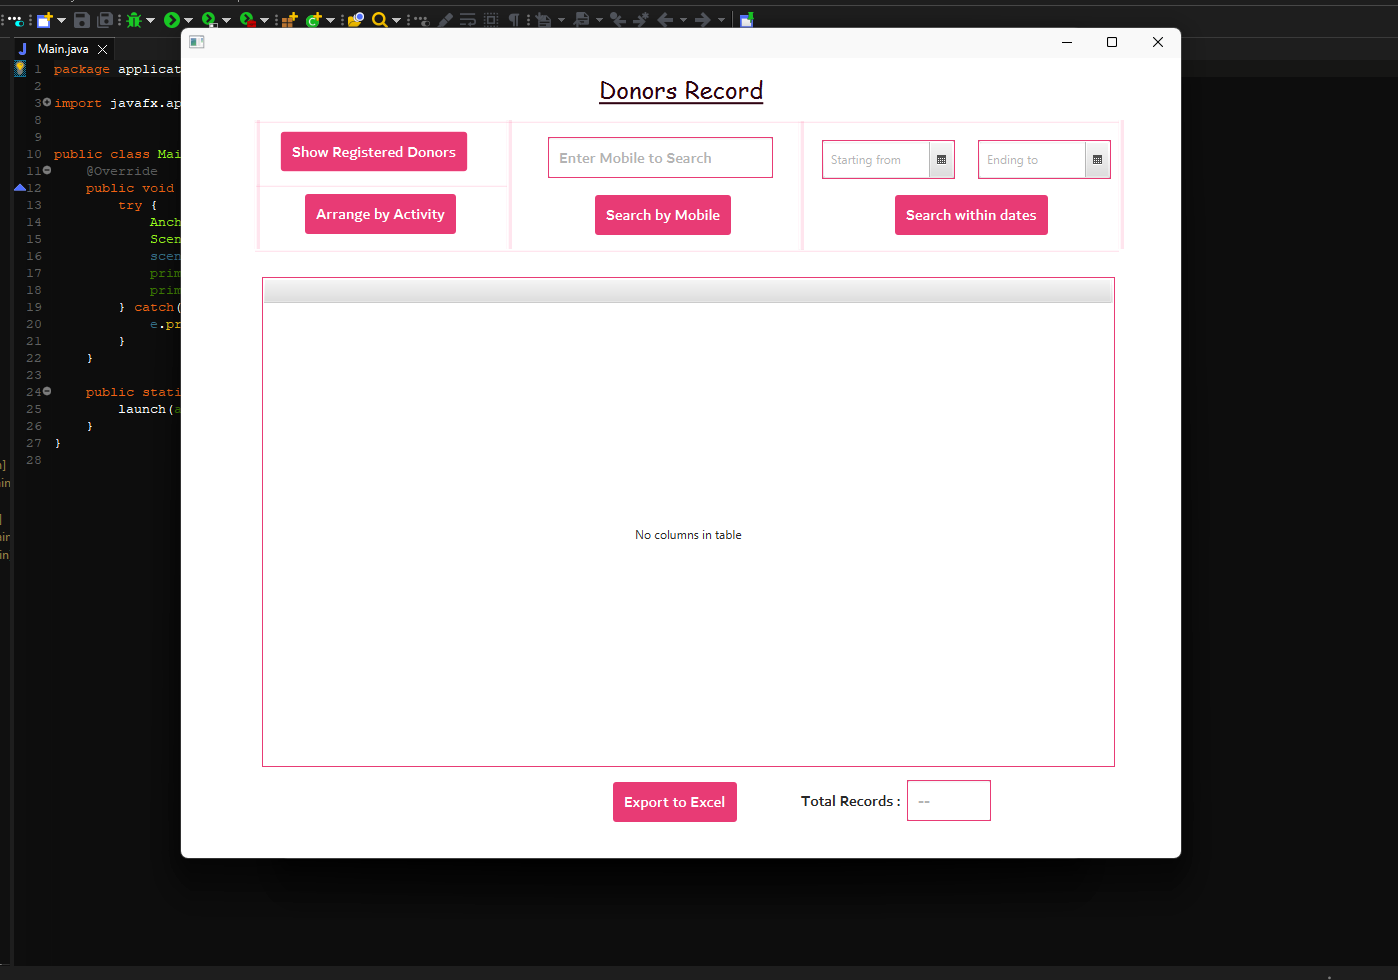 Main.java
1 package applicat
2
3 import javafx.ap
8
9
10 public class Mai
11 @Override
12 public void
13 try {
14 Anch
15 Scen
16 scen
17 prim
18 prim
19 } catch(
20 e.pr
21 }
22 }
23
24 public stati
25 launch(a
26 }
27 }
28
Donors Record
Show Registered Donors
Arrange by Activity
Enter Mobile to Search
Search by Mobile
Starting from
Ending to
Search within dates
No columns in table
Export to Excel
Total Records : --